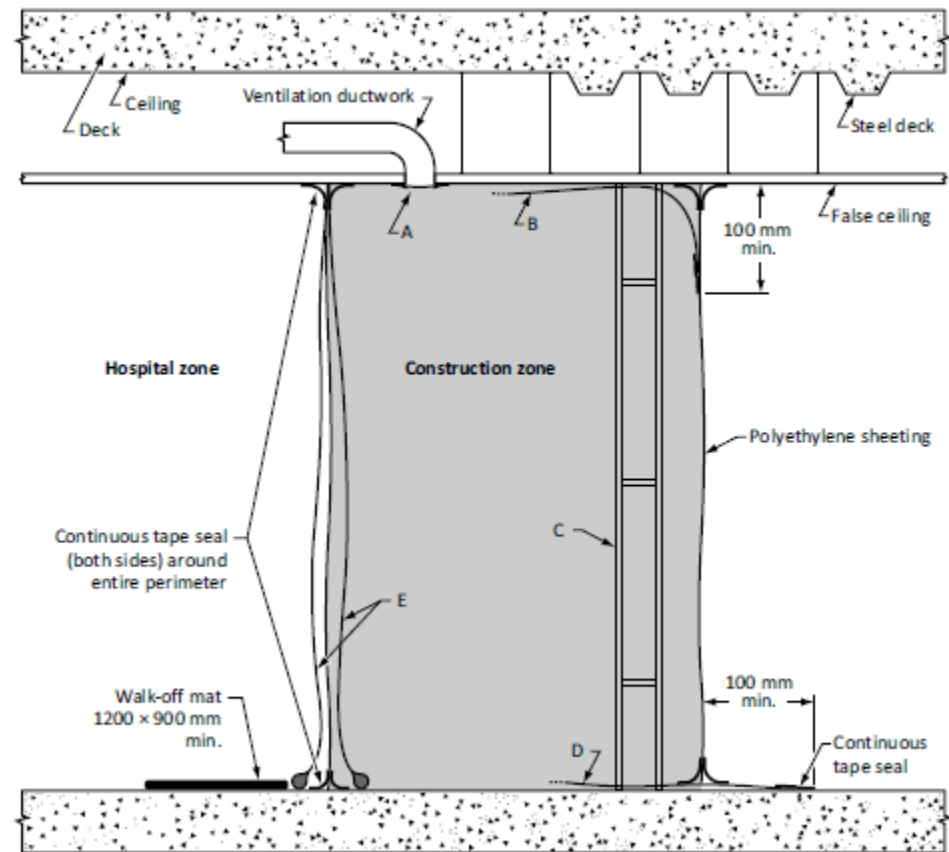 Ceiling
Deck
Ventilation ductwork
Steel deck
False ceiling
A
B
100 mm
min.
Hospital zone
Construction zone
Polyethylene sheeting
C
Continuous tape seal
(both sides) around
entire perimeter
E
Walk-off mat
1200 × 900 mm
min.
D
100 mm
min.
Continuous
tape seal